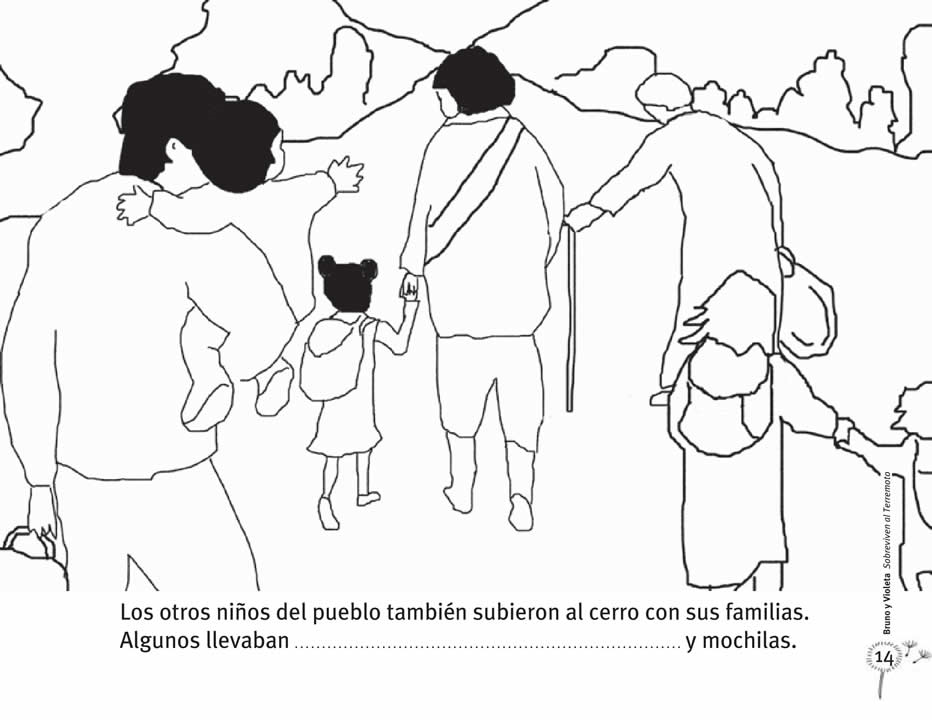 Los otros niños del pueblo también subieron al cerro con sus familias.
Algunos llevaban ........................................................................ y mochilas.
Bruno y Violeta Sobreviven al Terremoto
14